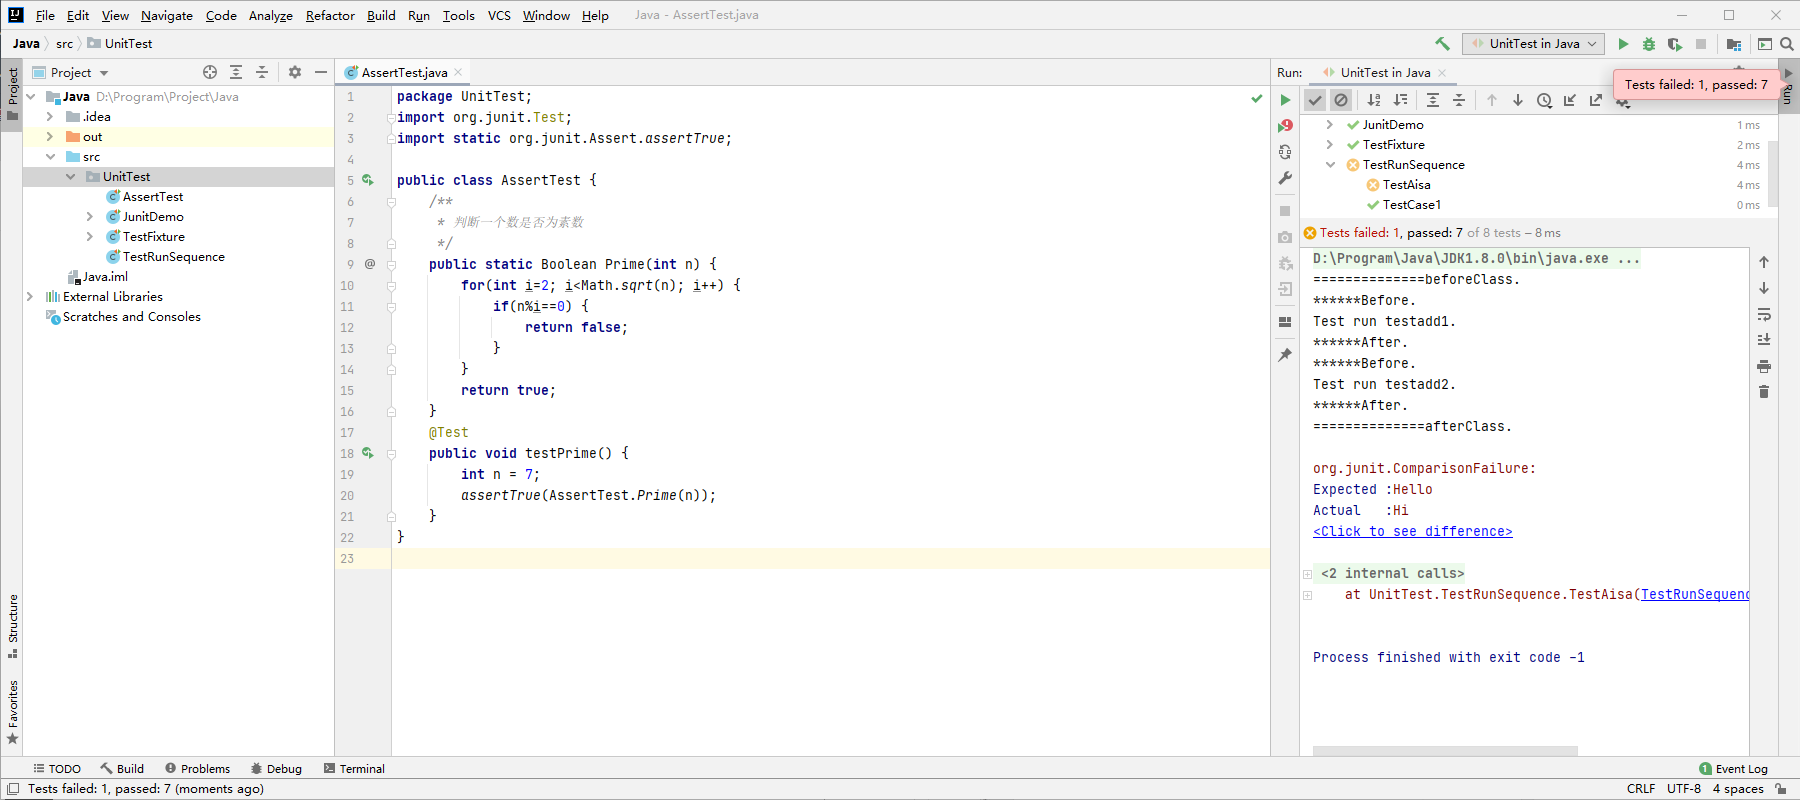 File Edit View Navigate Code Analyze Refactor Build Run Tools VCS Window Help Java - AssertTest.java
Java src UnitTest
UnitTest in Java
Project
Java D:\Program\Project\Java
.idea
out
src
UnitTest
AssertTest
JunitDemo
TestFixture
TestRunSequence
Java.iml
External Libraries
Scratches and Consoles
Project
Structure
Favorites
AssertTest.java
1 package UnitTest;
2 import org.junit.Test;
3 import static org.junit.Assert.assertTrue;
4
5 public class AssertTest {
6 /**
7 * 判断一个数是否为素数
8 */
9 @ public static Boolean Prime(int n) {
10 for(int i=2; i<Math.sqrt(n); i++) {
11 if(n%i==0) {
12 return false;
13 }
14 }
15 return true;
16 }
17 @Test
18 public void testPrime() {
19 int n = 7;
20 assertTrue(AssertTest.Prime(n));
21 }
22 }
23
Run: UnitTest in Java
Tests failed: 1, passed: 7
Run
JunitDemo 1 ms
TestFixture 2 ms
TestRunSequence 4 ms
TestAisa 4 ms
TestCase1 0 ms
Tests failed: 1, passed: 7 of 8 tests – 8 ms
D:\Program\Java\JDK1.8.0\bin\java.exe ...
==============beforeClass.
******Before.
Test run testadd1.
******After.
******Before.
Test run testadd2.
******After.
==============afterClass.
org.junit.ComparisonFailure:
Expected :Hello
Actual :Hi
<Click to see difference>
<2 internal calls>
at UnitTest.TestRunSequence.TestAisa(TestRunSequenc
Process finished with exit code -1
TODO Build Problems Debug Terminal
1 Event Log
Tests failed: 1, passed: 7 (moments ago)
CRLF UTF-8 4 spaces